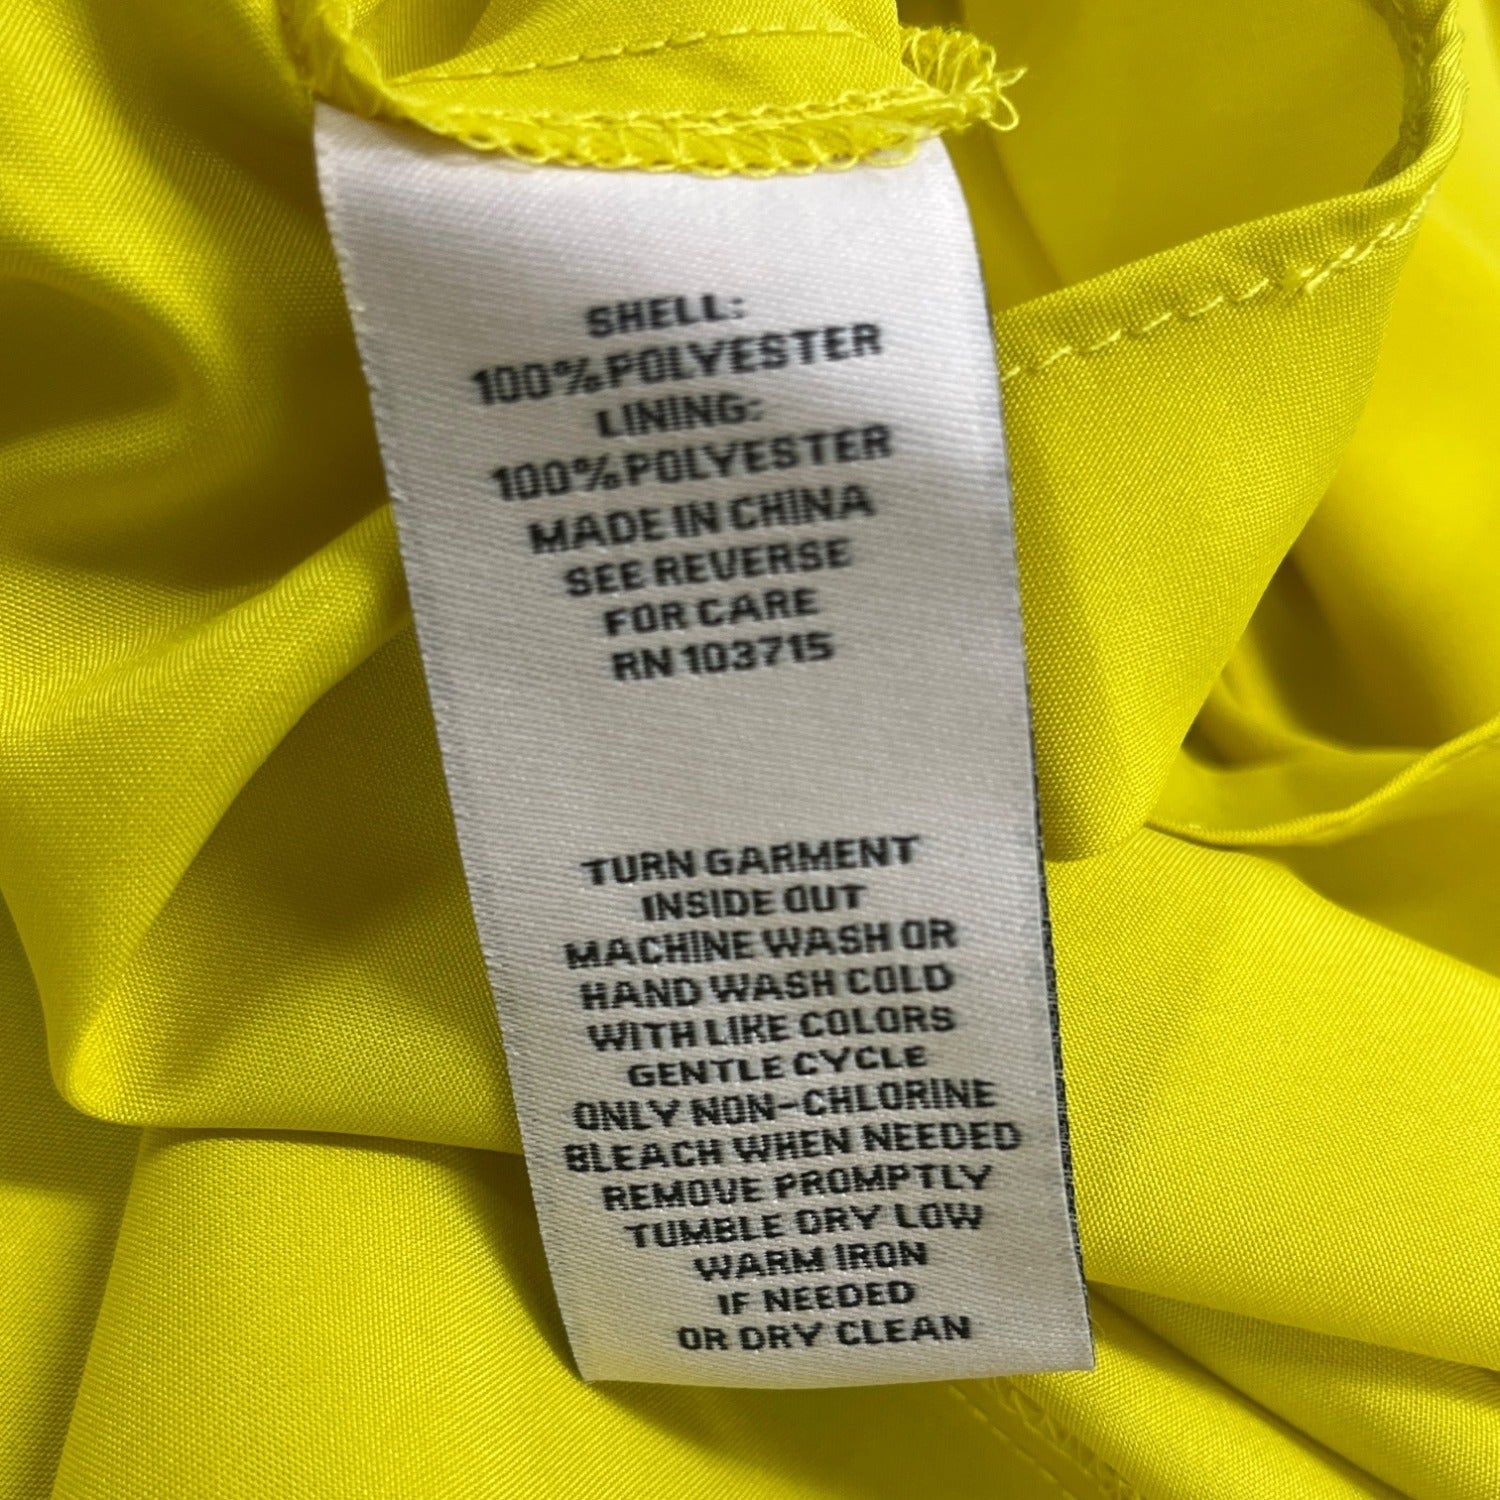 SHELL:
100%POLYESTER
LINING:
100%POLYESTER
MADE IN CHINA
SEE REVERSE
FOR CARE
RN 103715
TURN GARMENT
INSIDE OUT
MACHINE WASH OR
HAND WASH COLD
WITH LIKE COLORS
GENTLE CYCLE
ONLY NON-CHLORINE
BLEACH WHEN NEEDED
REMOVE PROMPTLY
TUMBLE DRY LOW
WARM IRON
IF NEEDED
OR DRY CLEAN